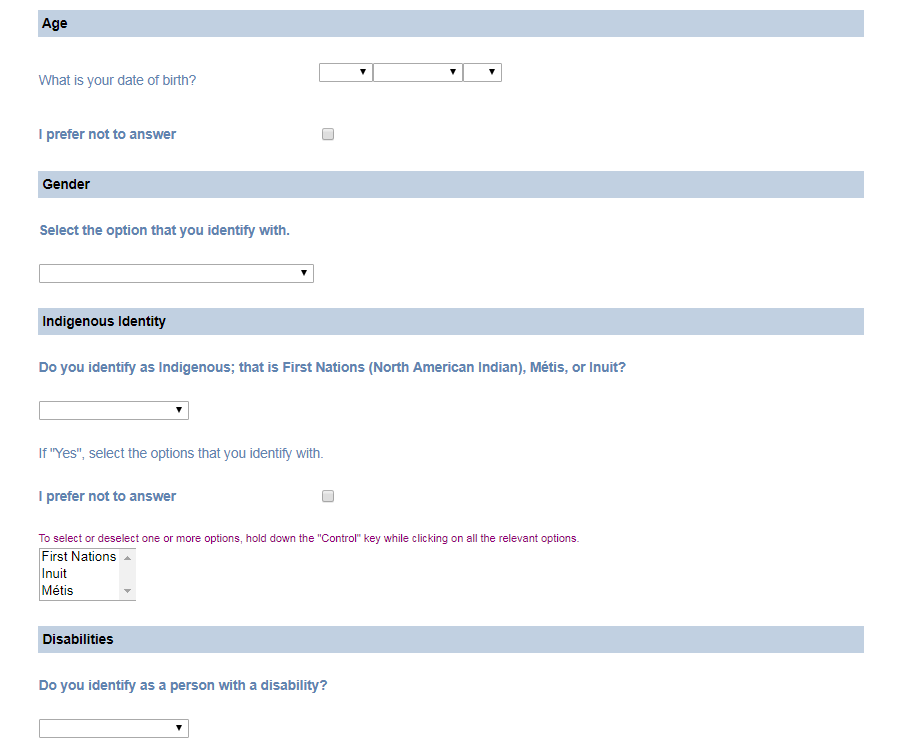 Age
What is your date of birth?
I prefer not to answer
Gender
Select the option that you identify with.
Indigenous Identity
Do you identify as Indigenous; that is First Nations (North American Indian), Métis, or Inuit?
If "Yes", select the options that you identify with.
I prefer not to answer
To select or deselect one or more options, hold down the "Control" key while clicking on all the relevant options.
First Nations
Inuit
Métis
Disabilities
Do you identify as a person with a disability?